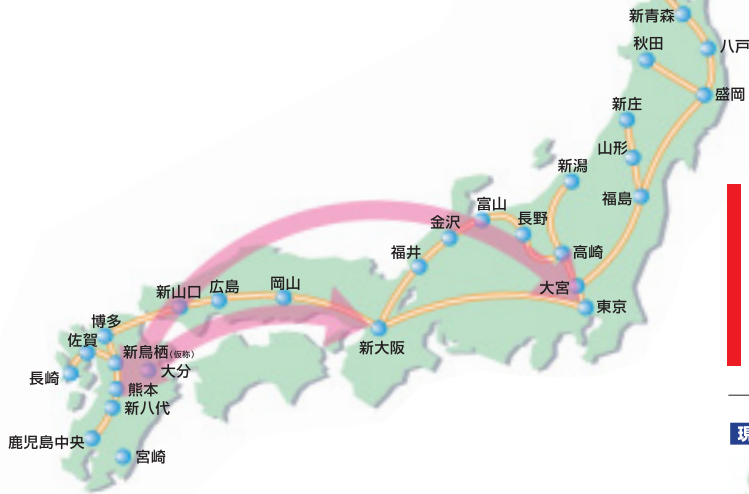 新青森
秋田
八戸
盛岡
新庄
山形
新潟
福島
富山
長野
金沢
福井
高崎
大宮
東京
新山口
広島
岡山
新大阪
博多
佐賀
新鳥栖(仮称)
大分
長崎
熊本
新八代
鹿児島中央
宮崎
現